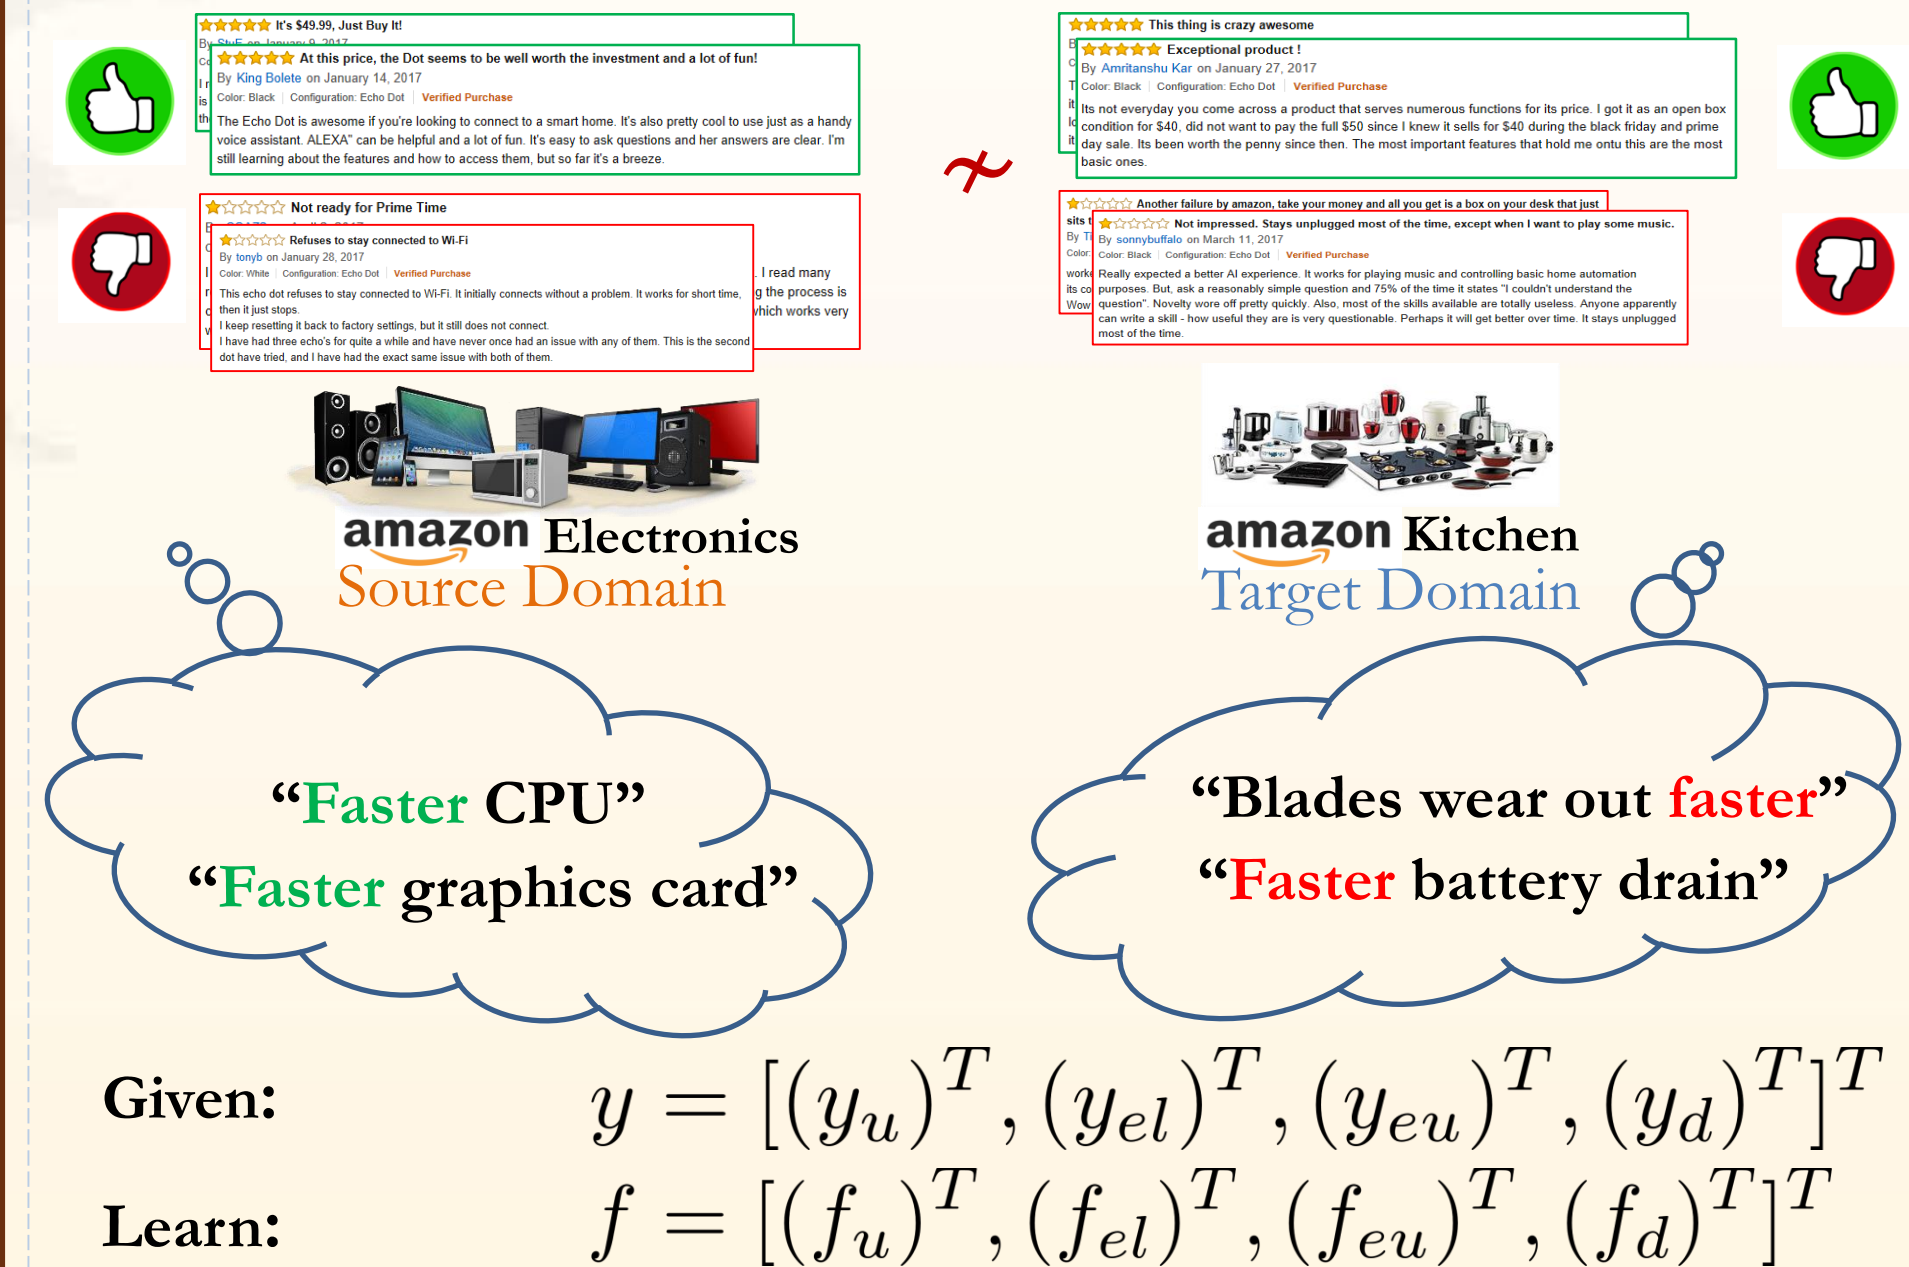 It's $49.99, Just Buy It!
By StuF on January 9, 2017
At this price, the Dot seems to be well worth the investment and a lot of fun!
By King Bolete on January 14, 2017
Color: Black | Configuration: Echo Dot | Verified Purchase
The Echo Dot is awesome if you're looking to connect to a smart home. It's also pretty cool to use just as a handy
voice assistant. ALEXA" can be helpful and a lot of fun. It's easy to ask questions and her answers are clear. I'm
still learning about the features and how to access them, but so far it's a breeze.
Not ready for Prime Time
Refuses to stay connected to Wi-Fi
By tonyb on January 28, 2017
Color: White | Configuration: Echo Dot | Verified Purchase
This echo dot refuses to stay connected to Wi-Fi. It initially connects without a problem. It works for short time,
then it just stops.
I keep resetting it back to factory settings, but it still does not connect.
I have had three echo's for quite a while and have never once had an issue with any of them. This is the second
dot have tried, and I have had the exact same issue with both of them.
. I read many
g the process is
which works very
≁
This thing is crazy awesome
Exceptional product !
By Amritanshu Kar on January 27, 2017
Color: Black | Configuration: Echo Dot | Verified Purchase
Its not everyday you come across a product that serves numerous functions for its price. I got it as an open box
condition for $40, did not want to pay the full $50 since I knew it sells for $40 during the black friday and prime
day sale. Its been worth the penny since then. The most important features that hold me ontu this are the most
basic ones.
Another failure by amazon, take your money and all you get is a box on your desk that just
sits
Not impressed. Stays unplugged most of the time, except when I want to play some music.
By sonnybuffalo on March 11, 2017
Color: Black | Configuration: Echo Dot | Verified Purchase
Really expected a better AI experience. It works for playing music and controlling basic home automation
purposes. But, ask a reasonably simple question and 75% of the time it states "I couldn't understand the
question". Novelty wore off pretty quickly. Also, most of the skills available are totally useless. Anyone apparently
can write a skill - how useful they are is very questionable. Perhaps it will get better over time. It stays unplugged
most of the time.
its co
Wow
amazon Electronics
Source Domain
amazon Kitchen
Target Domain
“Faster CPU”
“Faster graphics card”
“Blades wear out faster”
“Faster battery drain”
Given: y = [(y_u)^T, (y_{el})^T, (y_{eu})^T, (y_d)^T]^T
Learn: f = [(f_u)^T, (f_{el})^T, (f_{eu})^T, (f_d)^T]^T